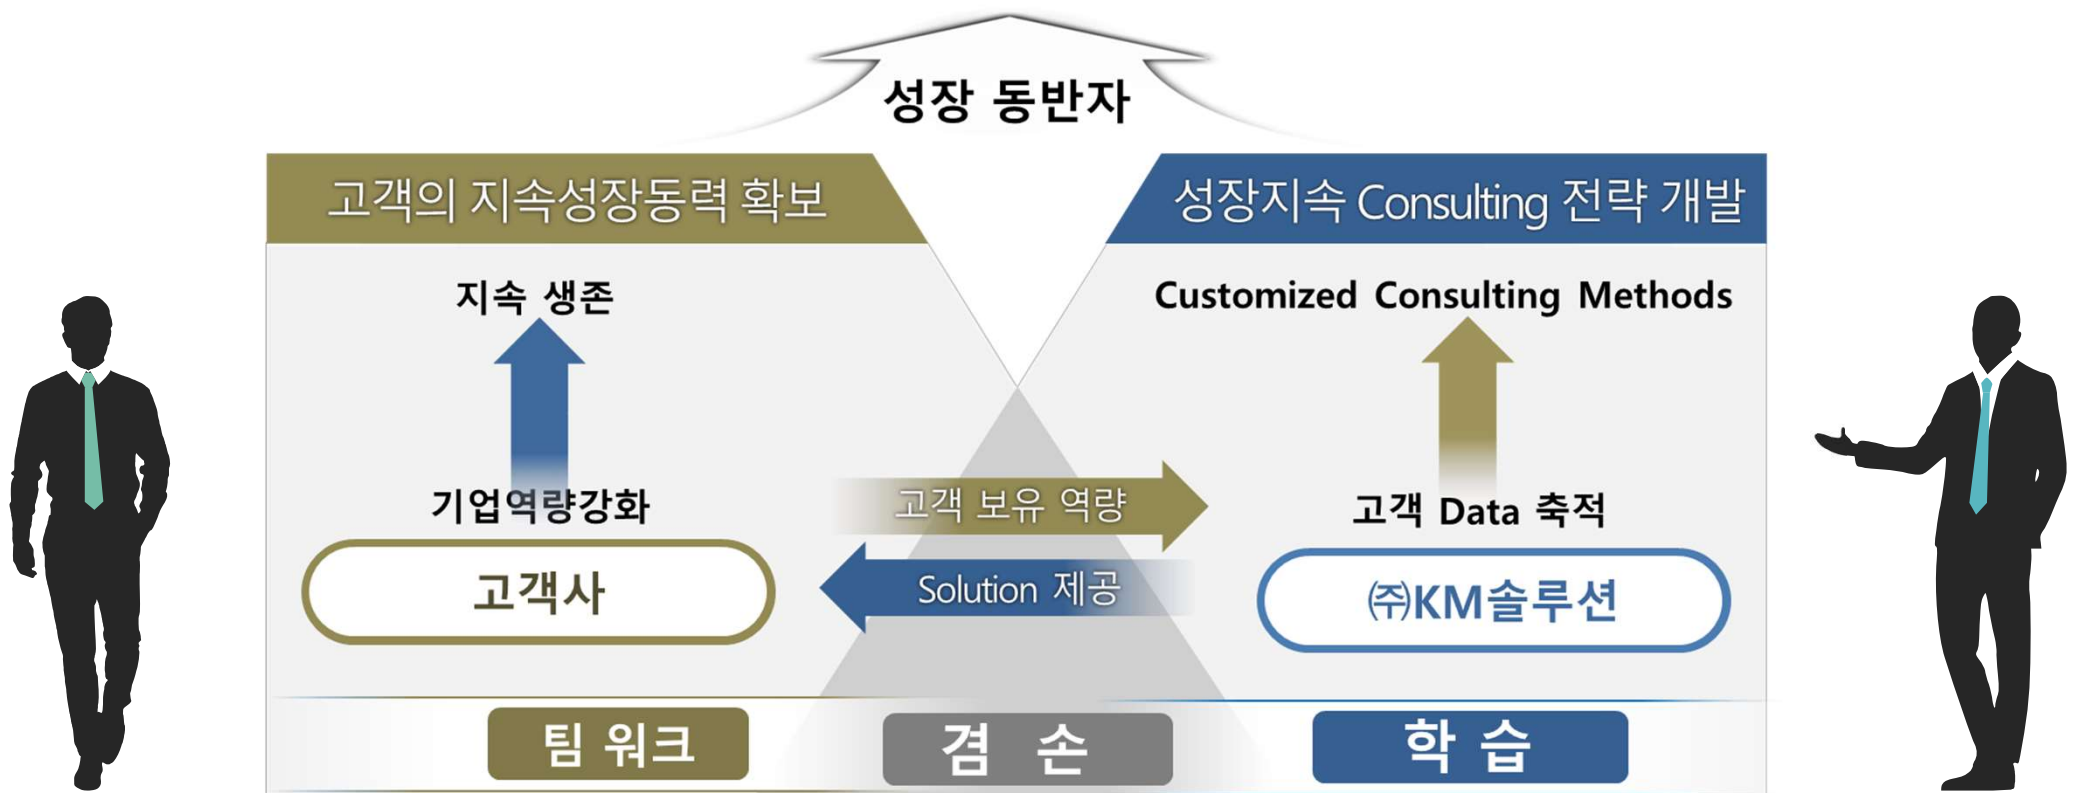 성장 동반자
고객의 지속성장동력 확보
성장지속 Consulting 전략 개발
지속 생존
Customized Consulting Methods
기업역량강화
고객 보유 역량
고객 Data 축적
고객사
Solution 제공
㈜KM솔루션
팀 워크
겸 손
학 습